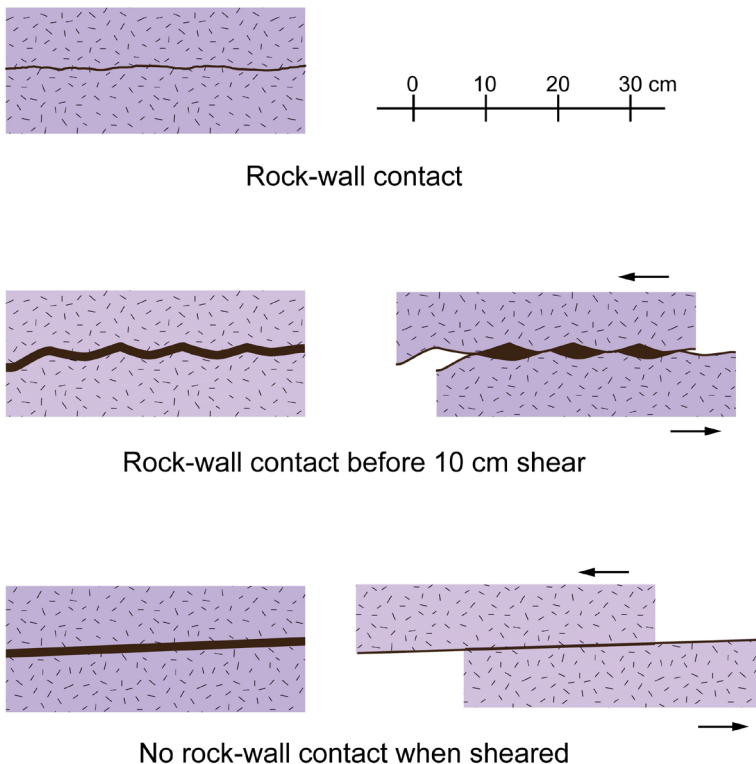 0 10 20 30 cm
Rock-wall contact
Rock-wall contact before 10 cm shear
No rock-wall contact when sheared